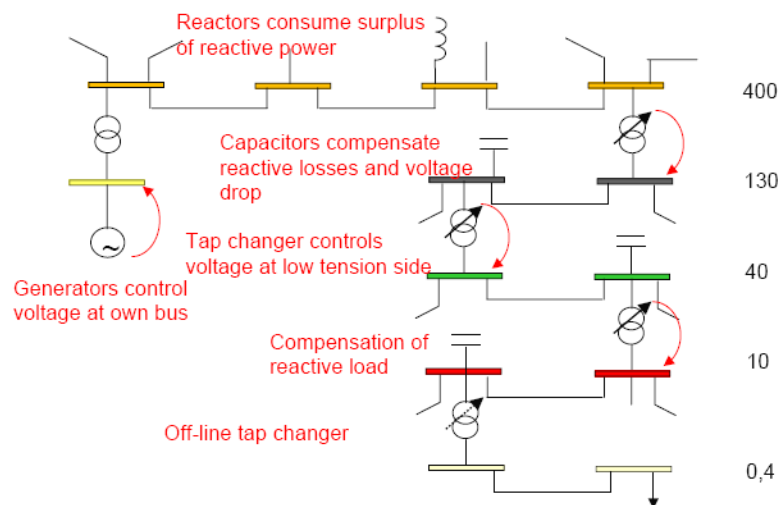 Reactors consume surplus
of reactive power
400
Capacitors compensate
reactive losses and voltage
drop
130
Tap changer controls
voltage at low tension side
40
~
Generators control
voltage at own bus
Compensation of
reactive load
10
Off-line tap changer
0,4